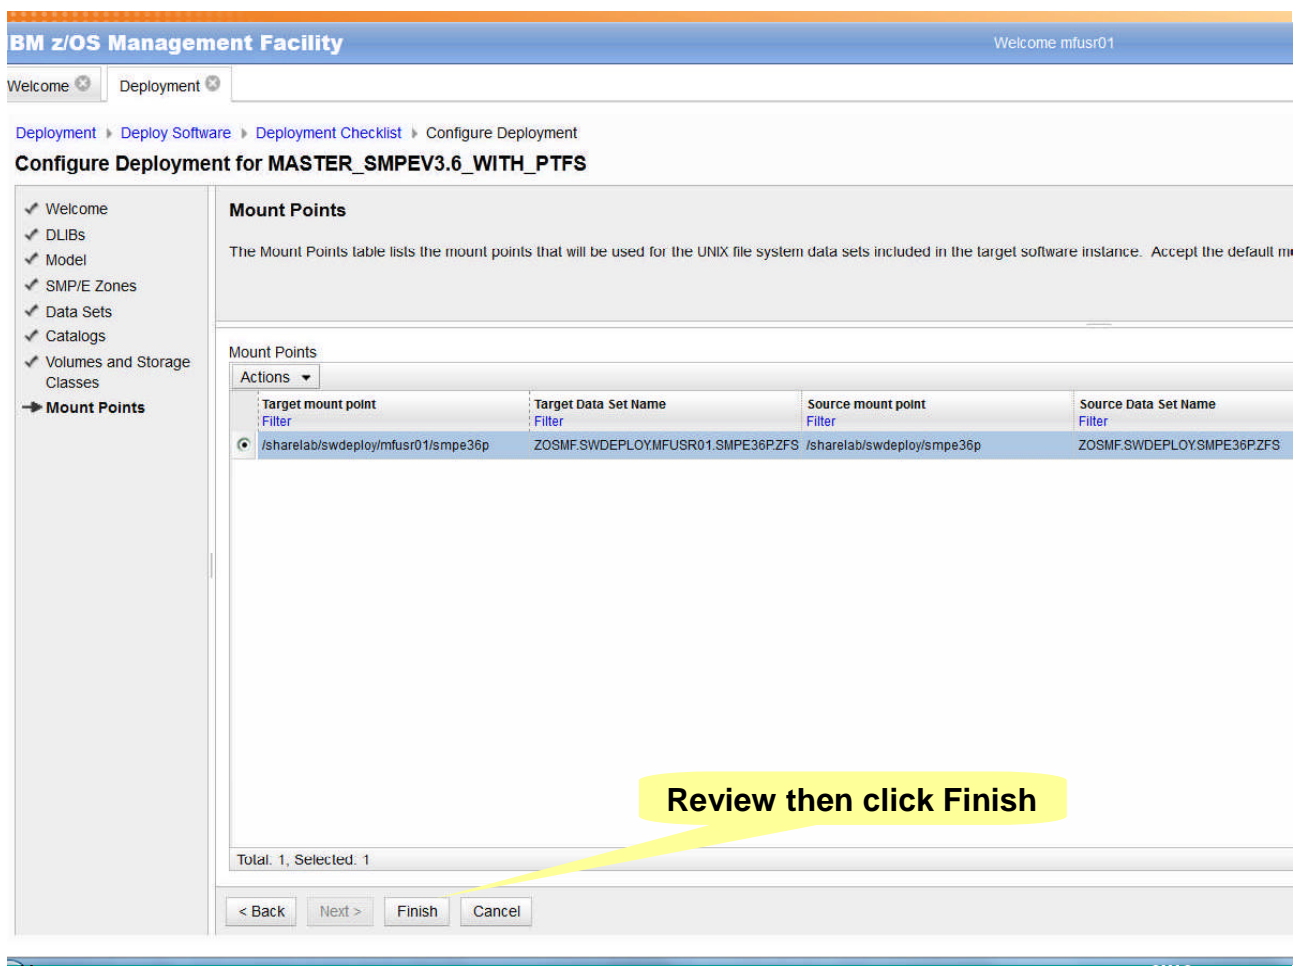 BM z/OS Management Facility
Welcome mfusr01
Welcome
Deployment
Deployment Deploy Software Deployment Checklist Configure Deployment
Configure Deployment for MASTER_SMPEV3.6_WITH_PTFS
Welcome
DLIBs
Model
SMP/E Zones
Data Sets
Catalogs
Volumes and Storage
Classes
Mount Points
Mount Points
The Mount Points table lists the mount points that will be used for the UNIX file system data sets included in the target software instance. Accept the default
Mount Points
Actions
Target mount point Target Data Set Name Source mount point Source Data Set Name
Filter Filter Filter Filter
/sharelab/swdeploy/mfusr01/smpe36p ZOSMF.SWDEPLOY.MFUSR01.SMPE36P.ZFS /sharelab/swdeploy/smpe36p ZOSMF.SWDEPLOY.SMPE36P.ZFS
Review then click Finish
Total: 1, Selected: 1
< Back Next > Finish Cancel